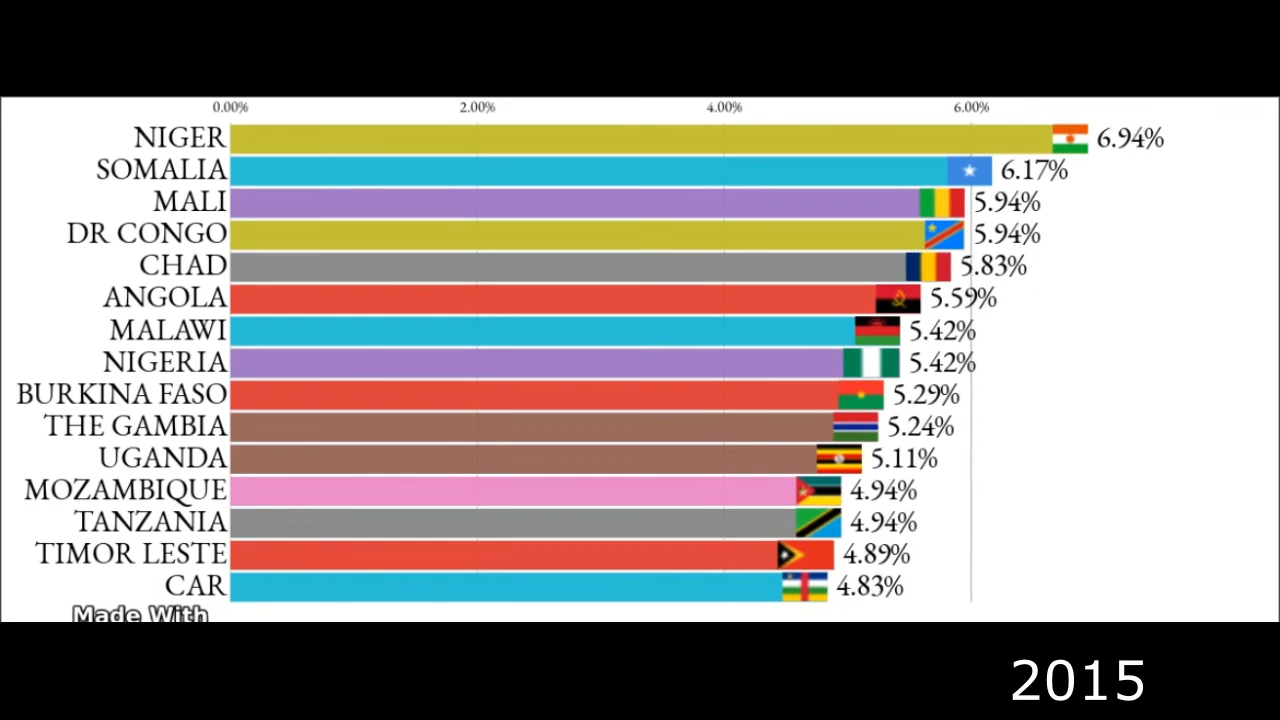 0.00% 2.00% 4.00% 6.00%
NIGER 6.94%
SOMALIA 6.17%
MALI 5.94%
DR CONGO 5.94%
CHAD 5.83%
ANGOLA 5.59%
MALAWI 5.42%
NIGERIA 5.42%
BURKINA FASO 5.29%
THE GAMBIA 5.24%
UGANDA 5.11%
MOZAMBIQUE 4.94%
TANZANIA 4.94%
TIMOR LESTE 4.89%
CAR 4.83%
Made With
2015